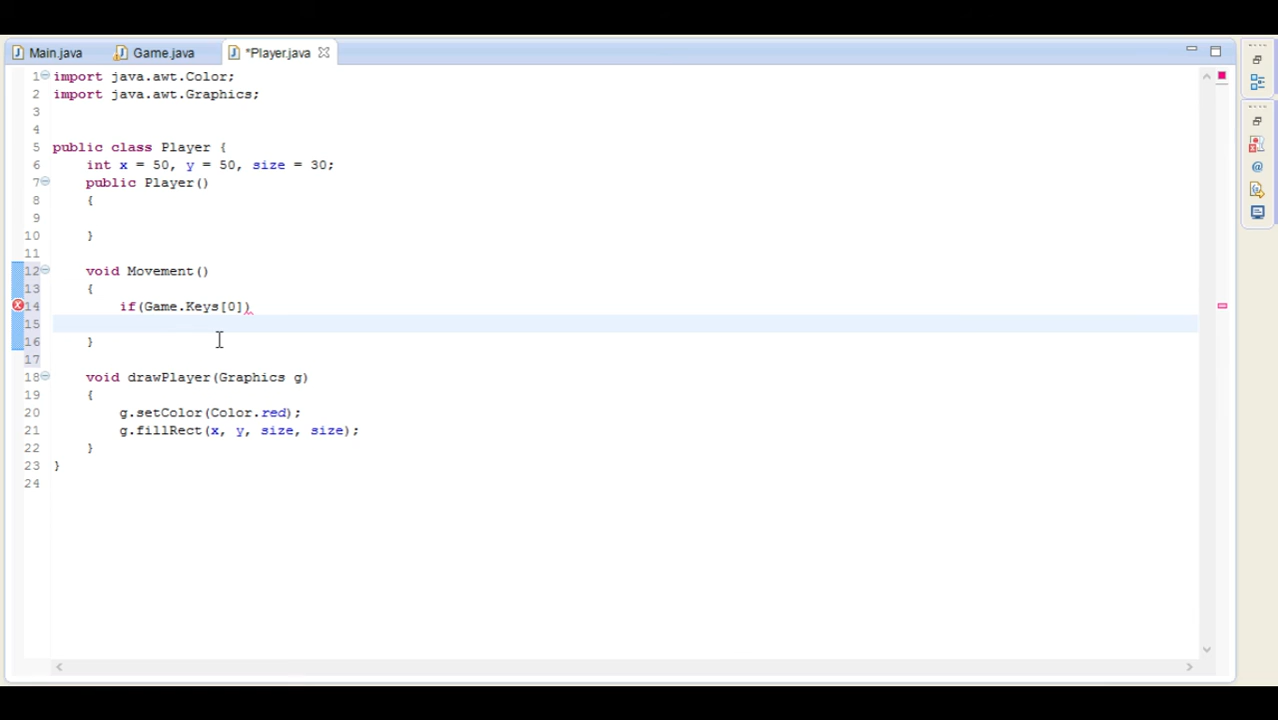 Main.java Game.java *Player.java
1 import java.awt.Color;
2 import java.awt.Graphics;
3
4
5 public class Player {
6 int x = 50, y = 50, size = 30;
7 public Player()
8 {
9
10 }
11
12 void Movement()
13 {
14 if(Game.Keys[0])
15
16 }
17
18 void drawPlayer(Graphics g)
19 {
20 g.setColor(Color.red);
21 g.fillRect(x, y, size, size);
22 }
23 }
24